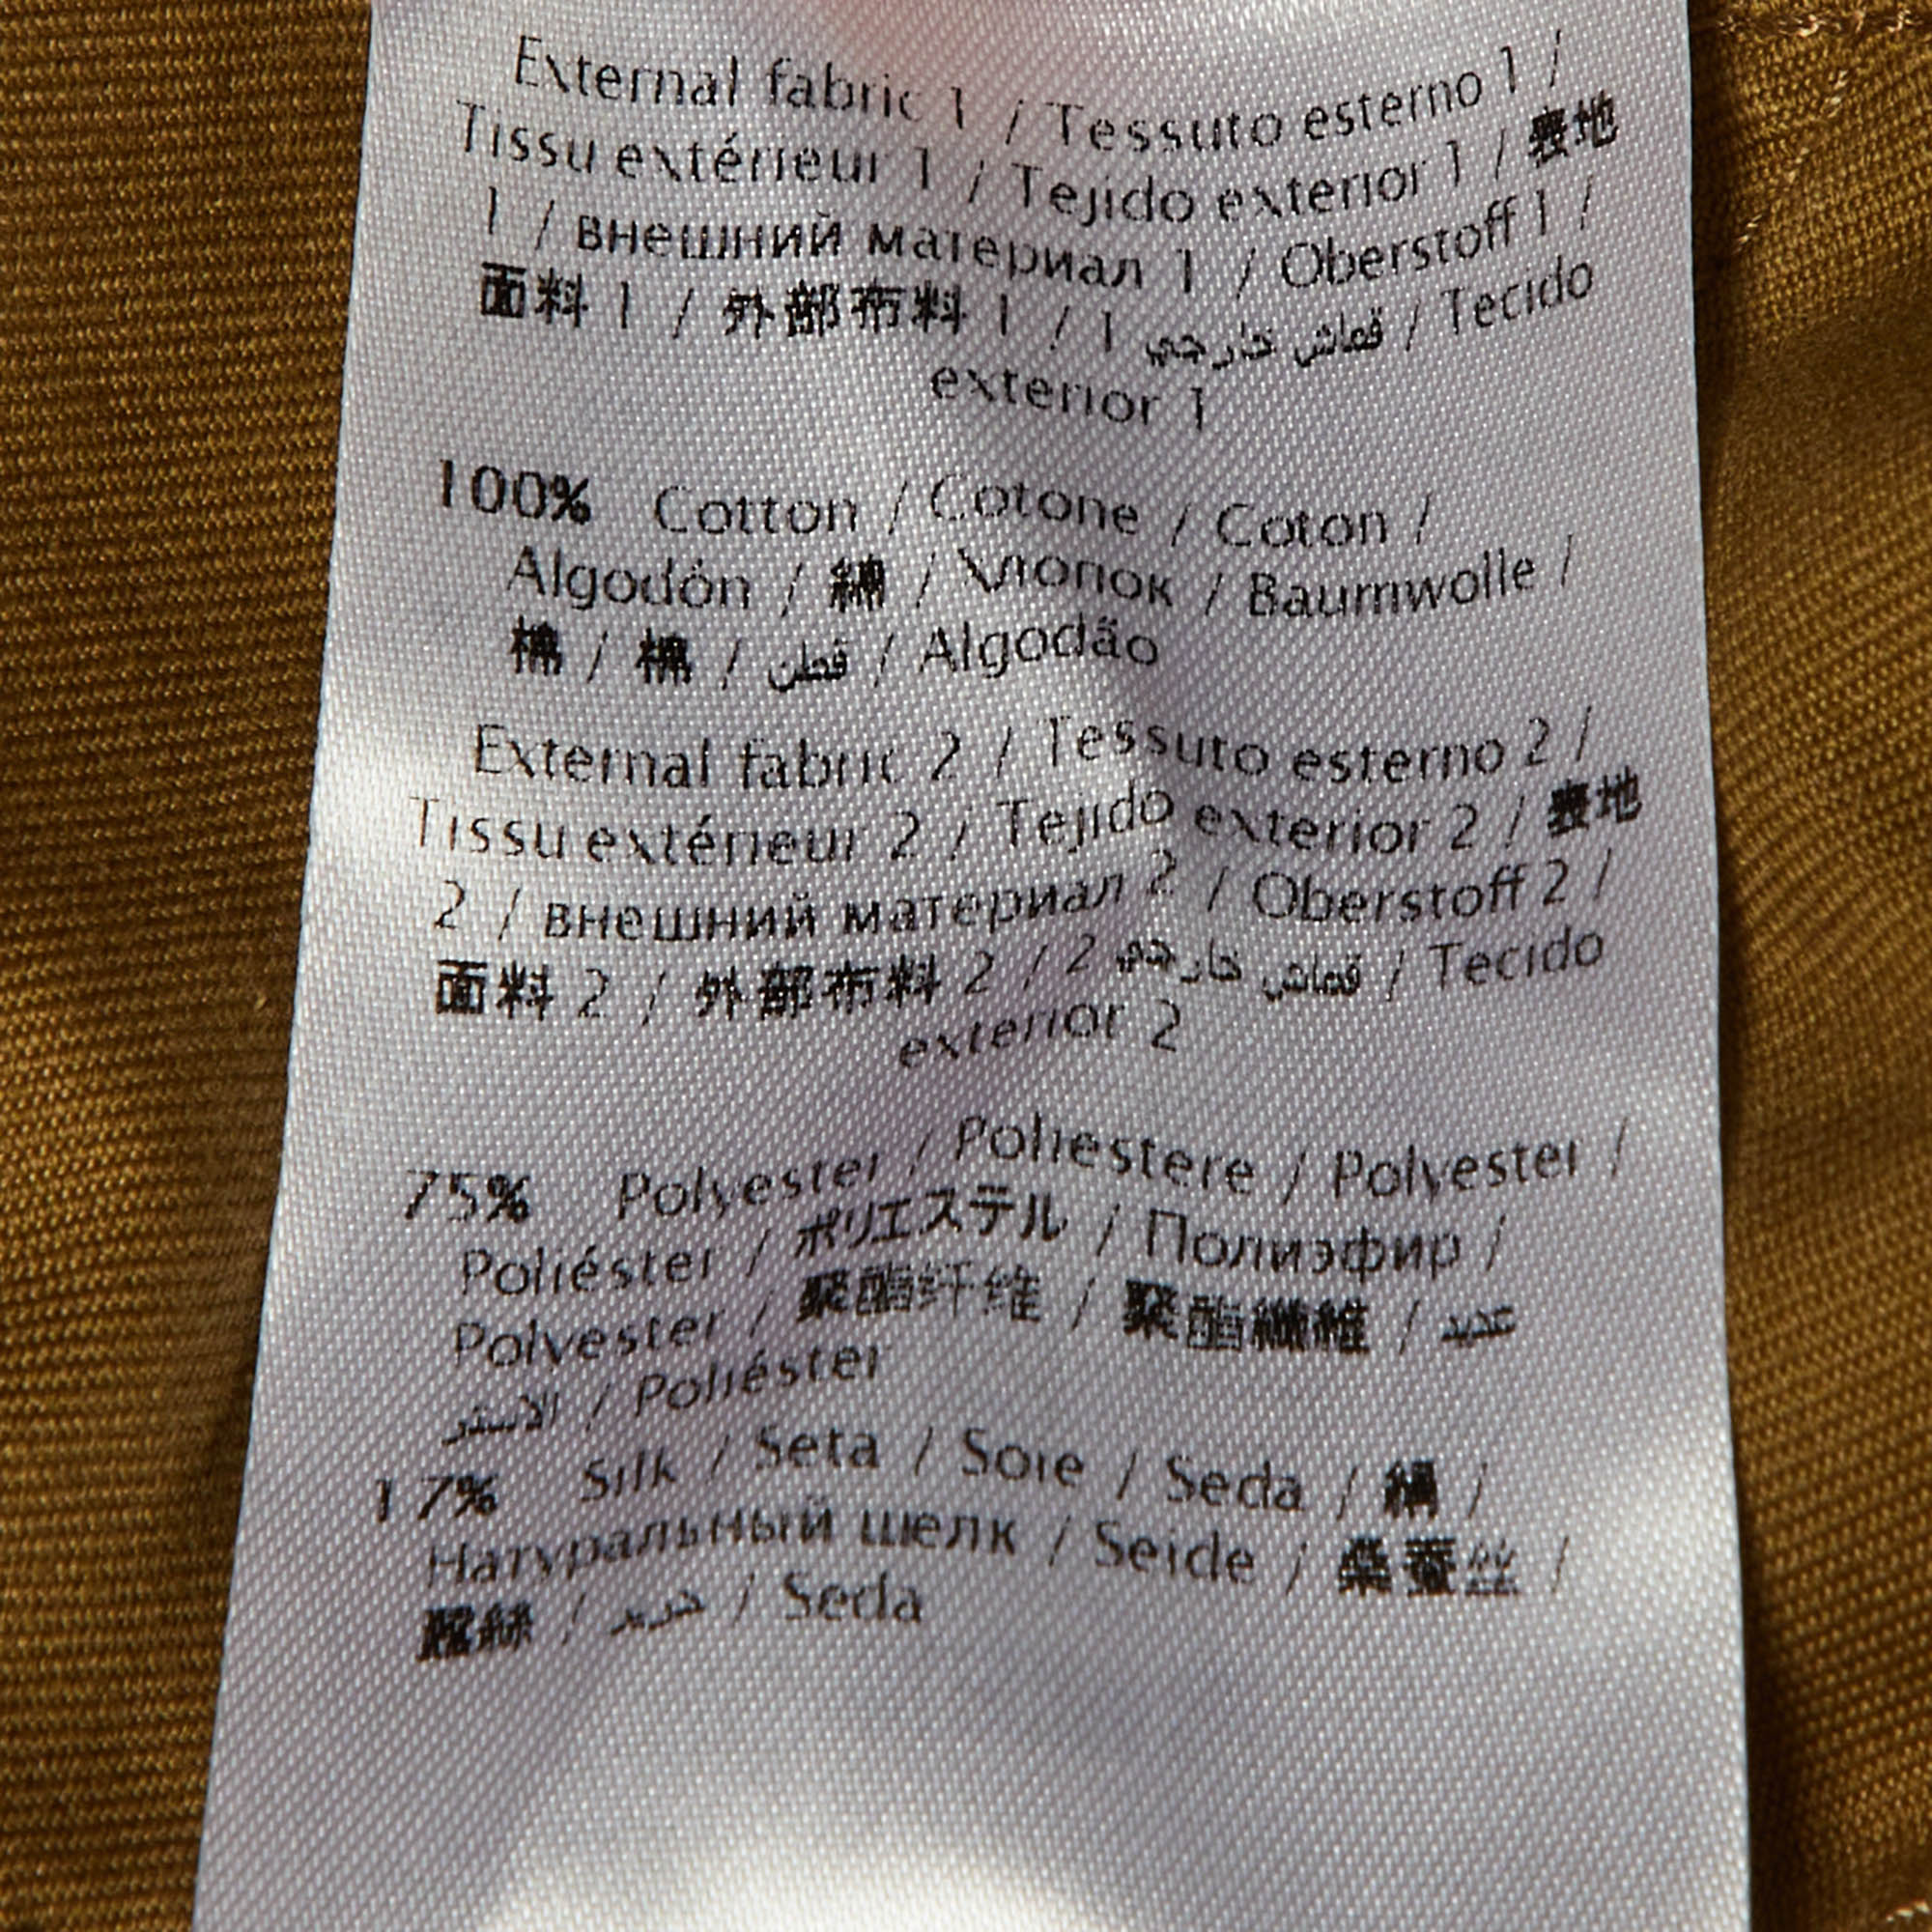 External fabric 1 / Tessuto esterno 1 /
Tissu extérieur 1 / Tejido exterior 1 / 表地
1 / внешний материал 1 / Oberstoff 1 /
面料 1 / 外部布料 1 / 1 قماش خارجي / Tecido
exterior 1
100% Cotton / Cotone / Coton /
Algodón / 綿 / Хлопок / Baumwolle /
棉 / 棉 / قطن / Algodão
External fabric 2 / Tessuto esterno 2 /
Tissu extérieur 2 / Tejido exterior 2 / 表地
2 / внешний материал 2 / Oberstoff 2 /
面料 2 / 外部布料 2 / 2 قماش خارجي / Tecido
exterior 2
75% Polyester / Poliestere / Polyester /
Poliéster / ポリエステル / Полиэфир /
Polyester / 聚酯纤维 / 聚酯纖維 / عديد
الاستر / Poliéster
17% Silk / Seta / Soie / Seda / 絹 /
Натуральный шелк / Seide / 桑蚕丝 /
/ حرير / Seda